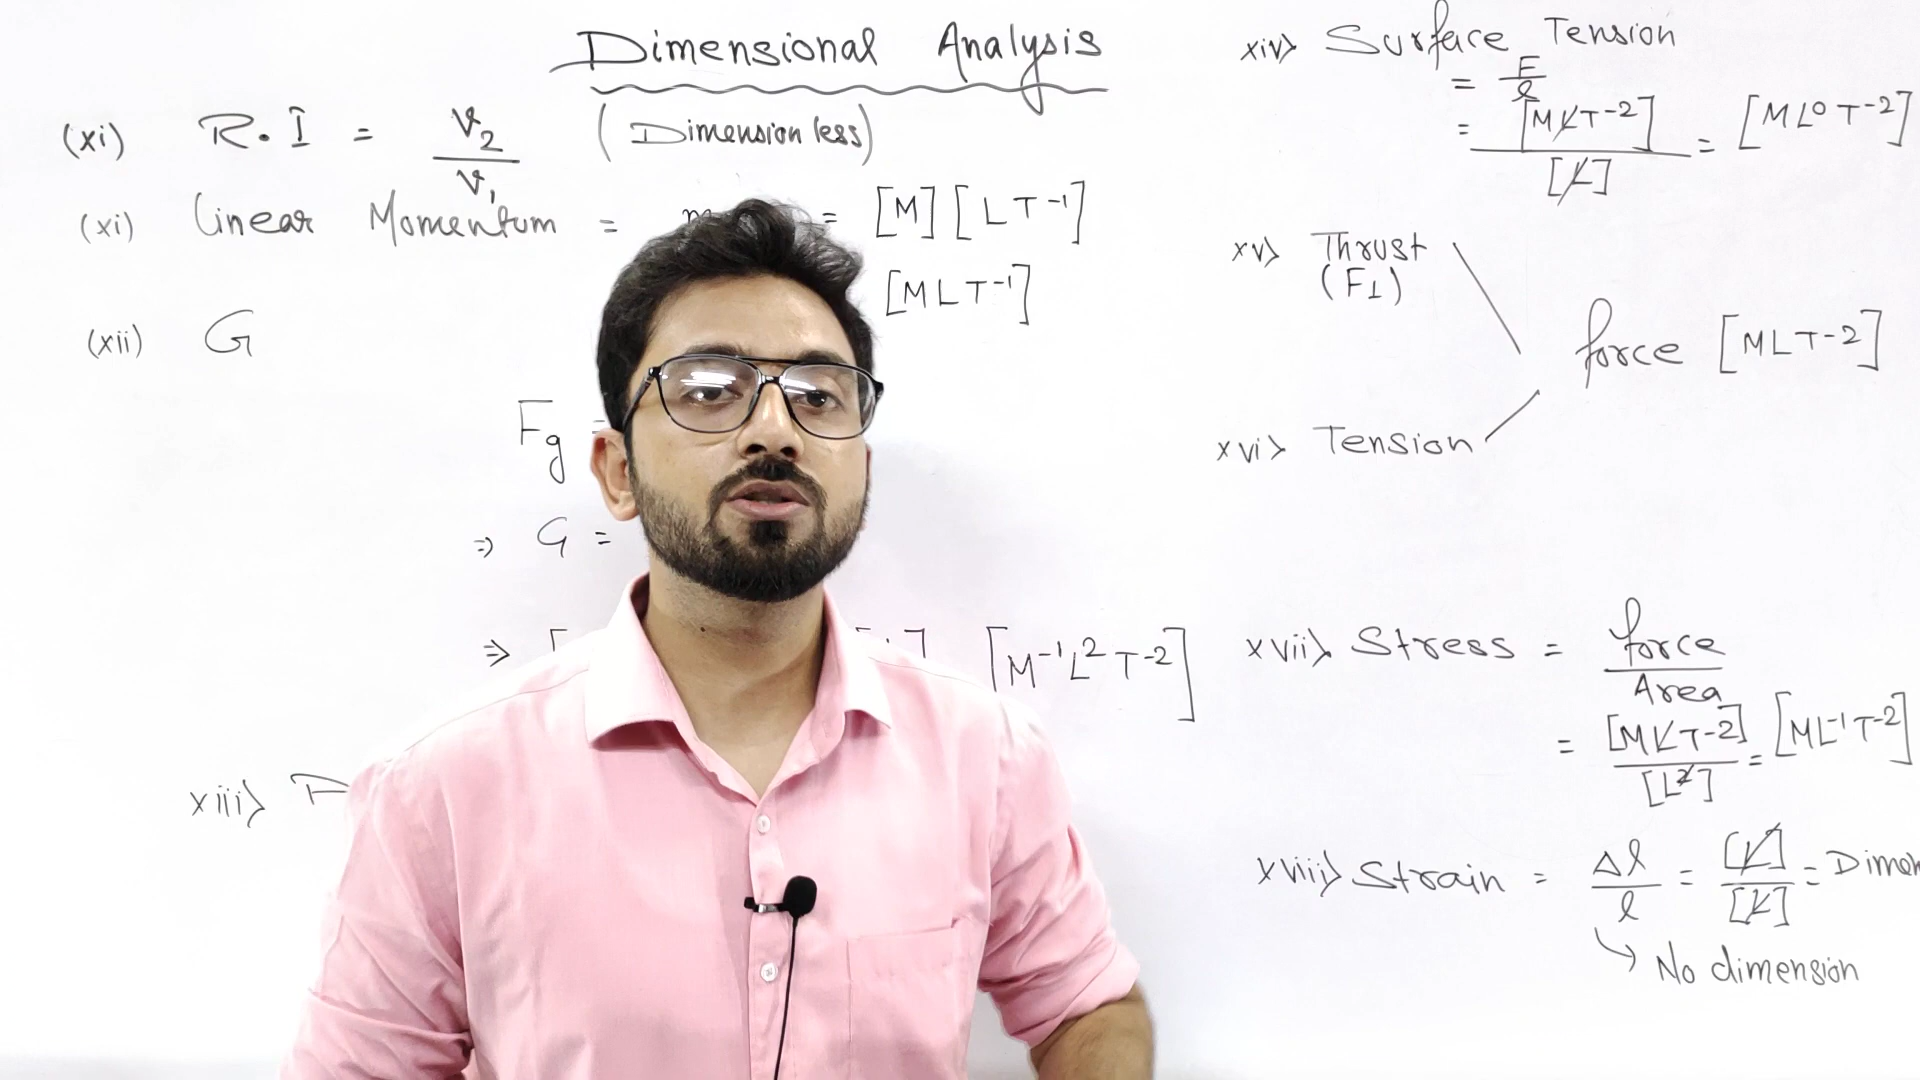 Dimensional Analysis
(xi) R.I = v₂ / v₁ (Dimensionless)
(xi) Linear Momentum = = [M] [LT⁻¹]
[MLT⁻¹]
(xii) G
Fg =
⇒ G =
⇒ [M⁻¹L²T⁻²]
xiii>
xiv> Surface Tension
= F / l
= [MLT⁻²] / [L] = [ML⁰T⁻²]
xv> Thrust
(F⊥)
force [MLT⁻²]
xvi> Tension
xvii> Stress = force / Area
= [MLT⁻²] / [L²] = [ML⁻¹T⁻²]
xviii> Strain = Δl / l = [L] / [L] = Dimen
↳ No dimension